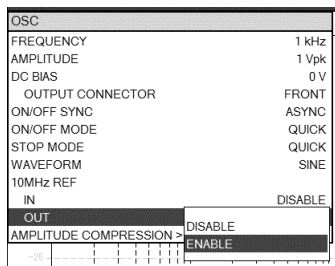 OSC
FREQUENCY 1 kHz
AMPLITUDE 1 Vpk
DC BIAS 0 V
OUTPUT CONNECTOR FRONT
ON/OFF SYNC ASYNC
ON/OFF MODE QUICK
STOP MODE QUICK
WAVEFORM SINE
10MHz REF
IN DISABLE
OUT
DISABLE
AMPLITUDE COMPRESSION >
ENABLE
-25